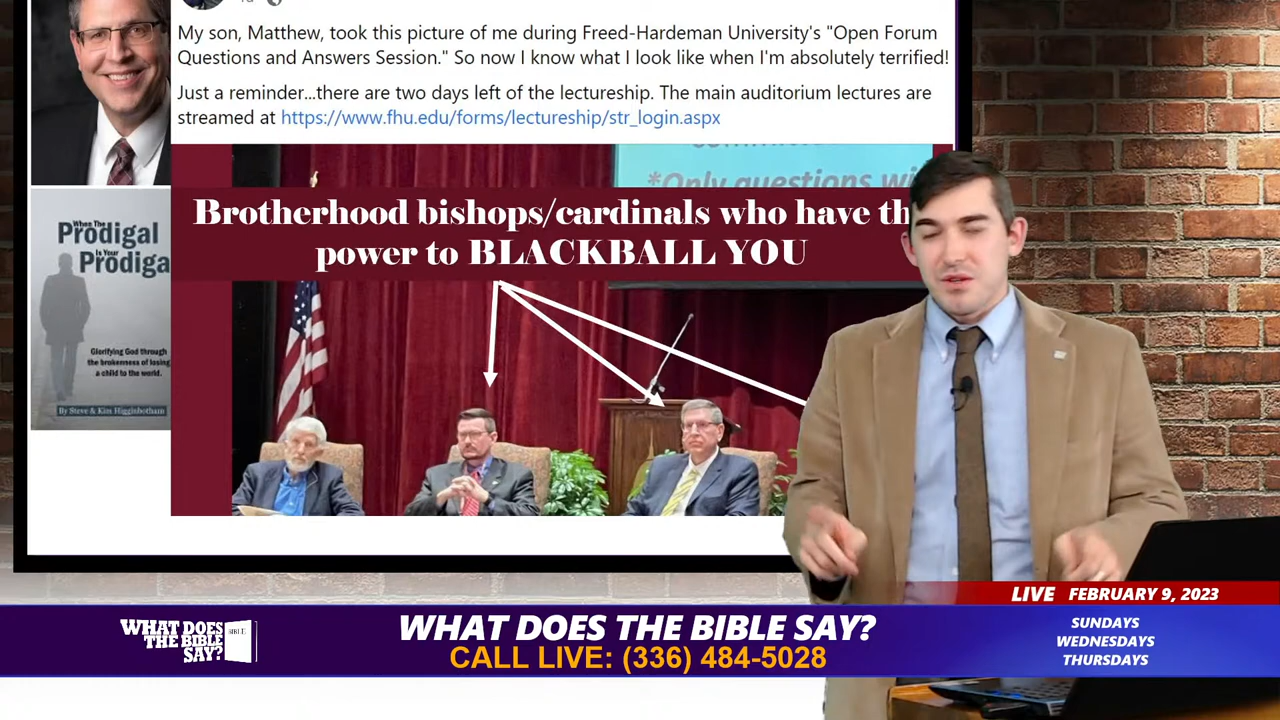 My son, Matthew, took this picture of me during Freed-Hardeman University's "Open Forum
Questions and Answers Session." So now I know what I look like when I'm absolutely terrified!
Just a reminder...there are two days left of the lectureship. The main auditorium lectures are
streamed at https://www.fhu.edu/forms/lectureship/str_login.aspx
*Only questions wi
Brotherhood bishops/cardinals who have th
power to BLACKBALL YOU
When The
Prodigal
Is Your
Prodiga
Glorifying God through
the brokenness of losing
a child to the world.
By Steve & Kim Higginbotham
LIVE FEBRUARY 9, 2023
WHAT DOES
THE BIBLE
SAY?
BIBLE
WHAT DOES THE BIBLE SAY?
CALL LIVE: (336) 484-5028
SUNDAYS
WEDNESDAYS
THURSDAYS